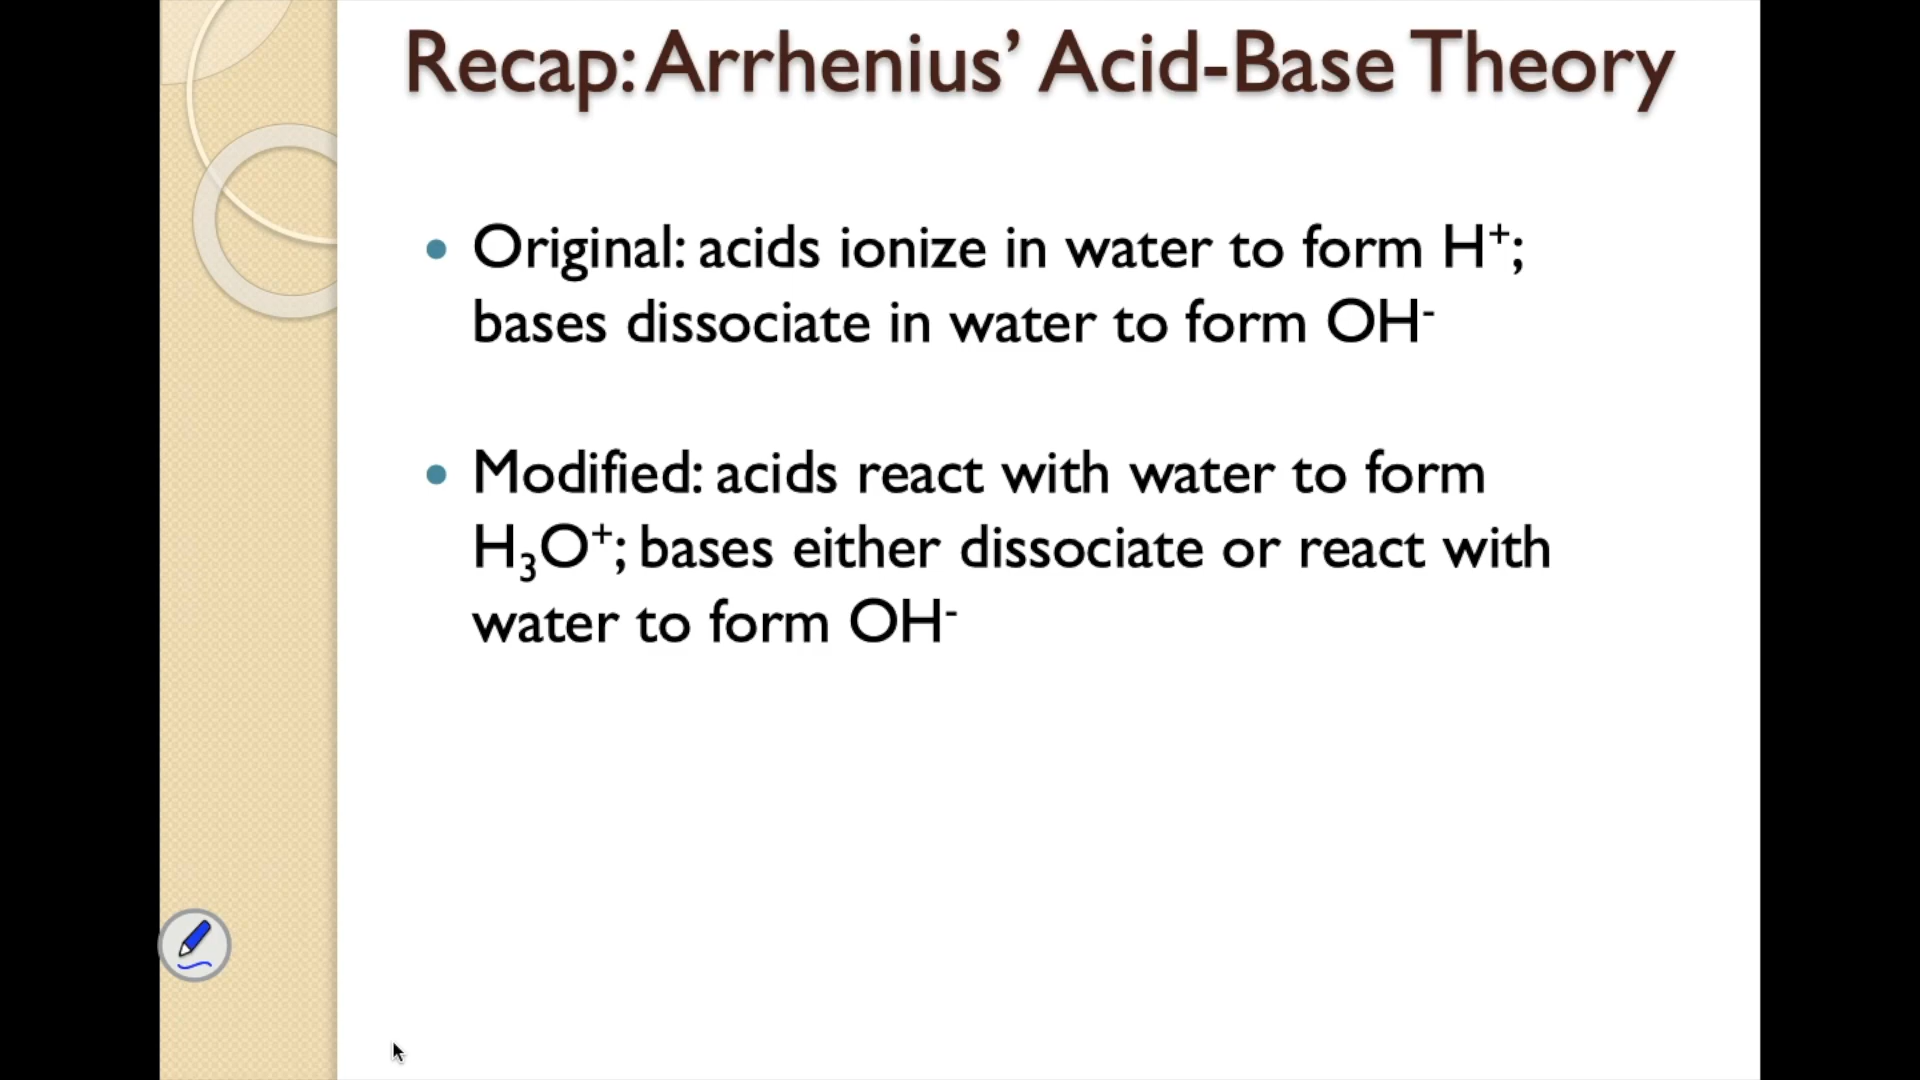 Recap: Arrhenius’ Acid-Base Theory
• Original: acids ionize in water to form H⁺;
bases dissociate in water to form OH⁻
• Modified: acids react with water to form
H₃O⁺; bases either dissociate or react with
water to form OH⁻